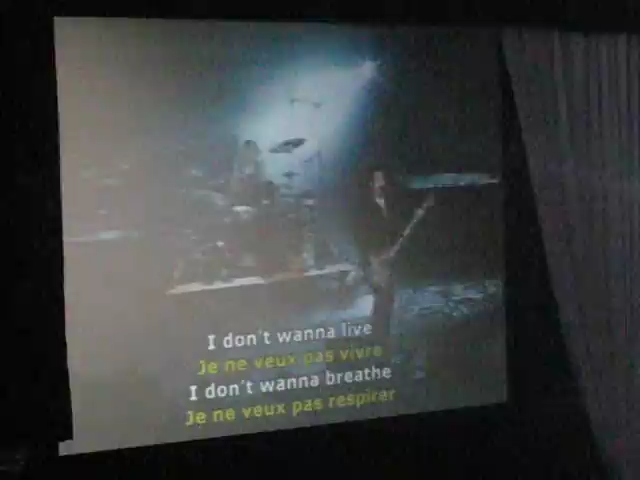 I don't wanna live
Je ne veux pas vivre
I don't wanna breathe
Je ne veux pas respirer